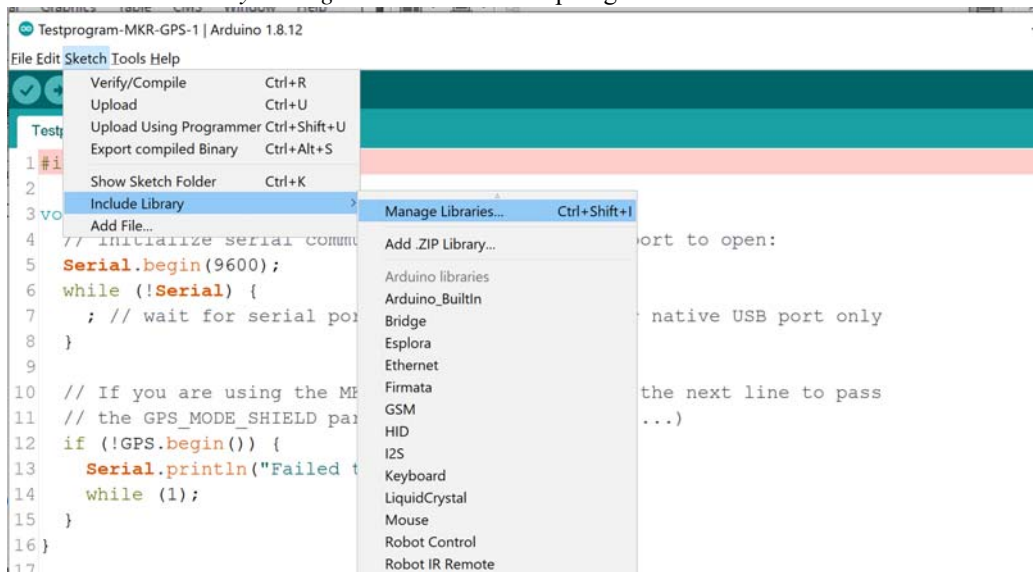 Testprogram-MKR-GPS-1 | Arduino 1.8.12
File Edit Sketch Tools Help
Verify/Compile Ctrl+R
Upload Ctrl+U
Upload Using Programmer Ctrl+Shift+U
Export compiled Binary Ctrl+Alt+S
Show Sketch Folder Ctrl+K
Include Library
Add File...
Manage Libraries... Ctrl+Shift+I
Add .ZIP Library...
Arduino libraries
Arduino_BuiltIn
Bridge
Esplora
Ethernet
Firmata
GSM
HID
I2S
Keyboard
LiquidCrystal
Mouse
Robot Control
Robot IR Remote
Testp
1 #i
2
3 vo
4 // Initialize serial commu ort to open:
5 Serial.begin(9600);
6 while (!Serial) {
7 ; // wait for serial por native USB port only
8 }
9
10 // If you are using the MK the next line to pass
11 // the GPS_MODE_SHIELD par ...)
12 if (!GPS.begin()) {
13 Serial.println("Failed t
14 while (1);
15 }
16 }
17